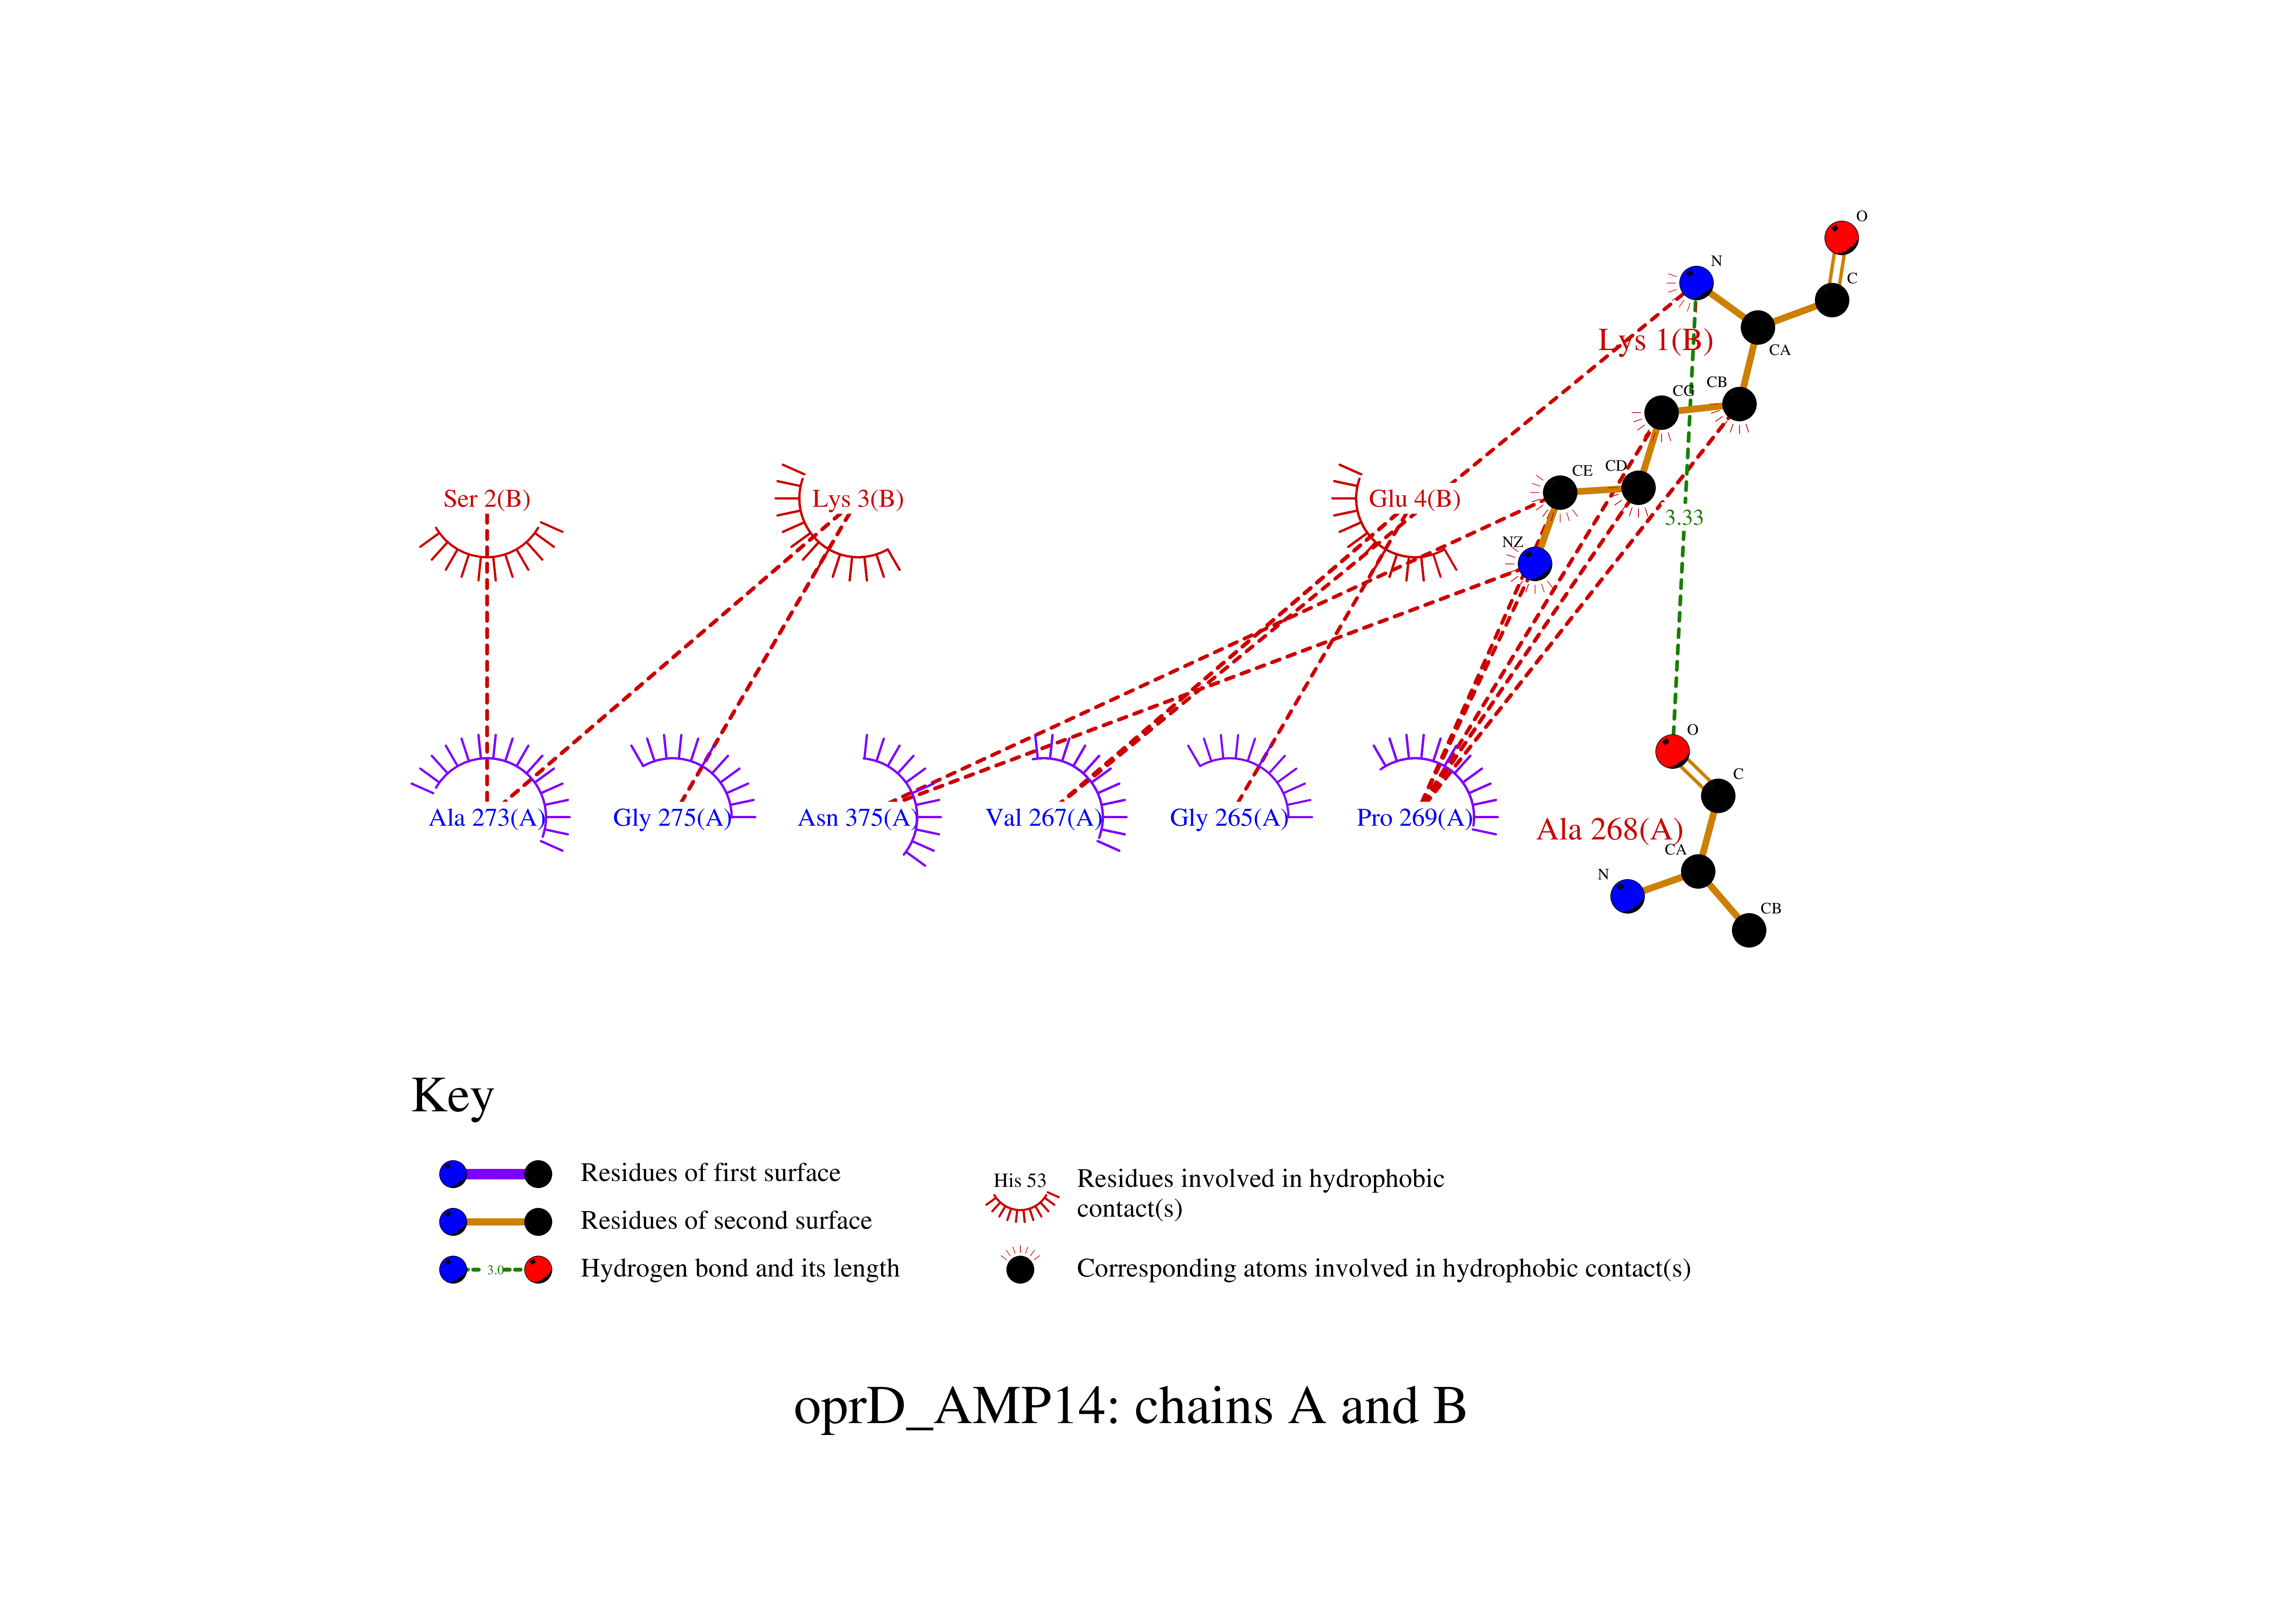 O
N
C
Lys 1(B)
CA
CG
CB
CE
CD
Ser 2(B)
Lys 3(B)
Glu 4(B)
3.33
NZ
O
C
Ala 273(A)
Gly 275(A)
Asn 375(A)
Val 267(A)
Gly 265(A)
Pro 269(A)
Ala 268(A)
CA
N
CB
Key
Residues of first surface
Residues of second surface
3.0
Hydrogen bond and its length
His 53
Residues involved in hydrophobic
contact(s)
Corresponding atoms involved in hydrophobic contact(s)
oprD_AMP14: chains A and B